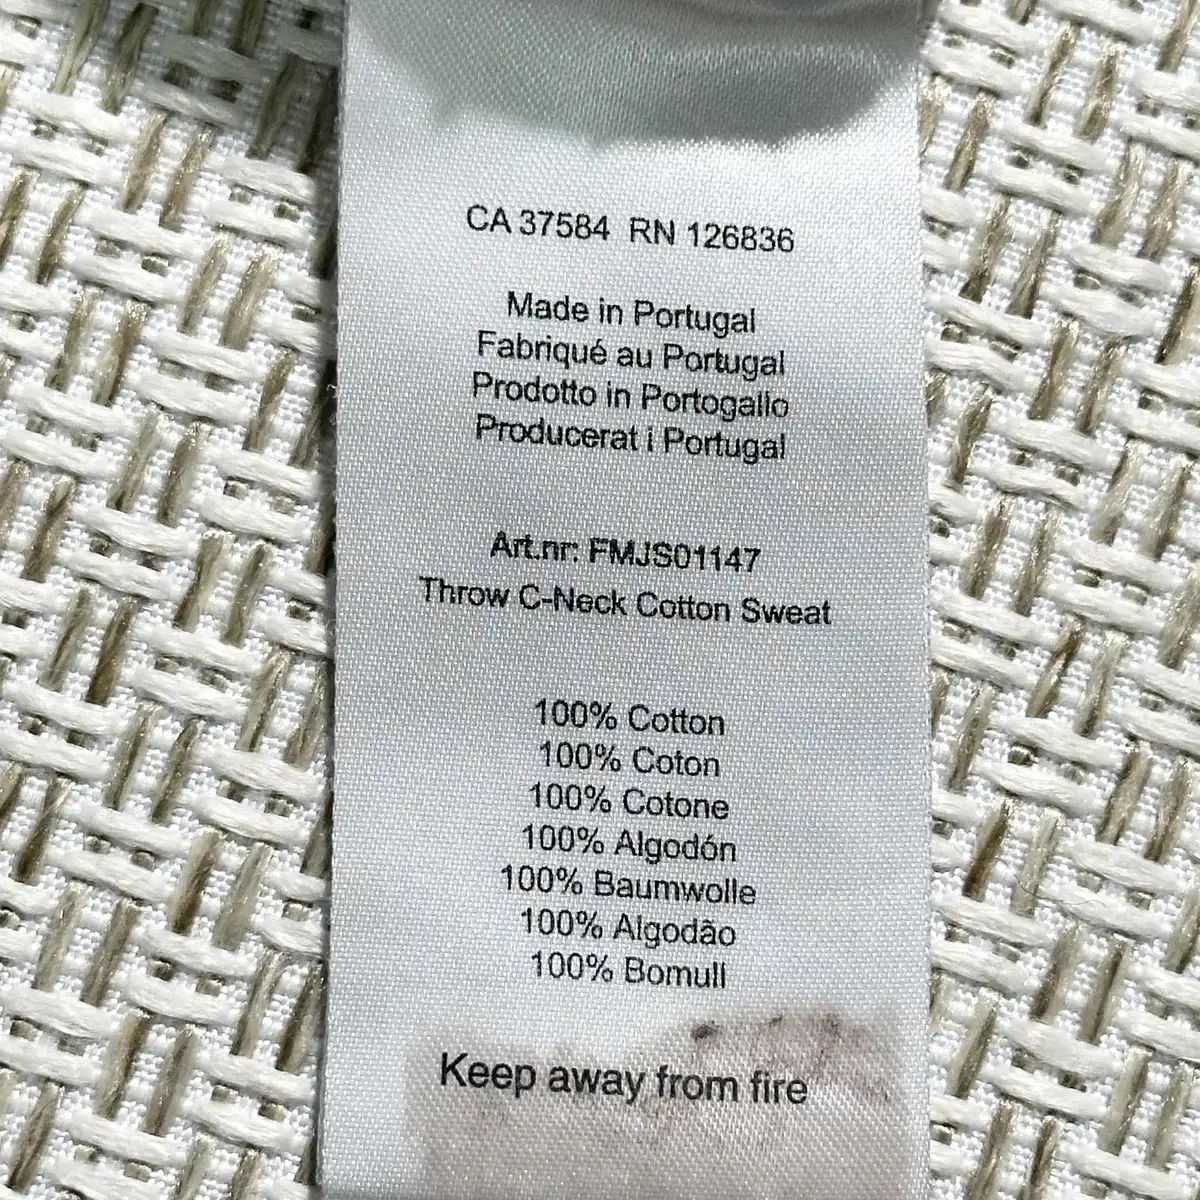 CA 37584 RN 126836
Made in Portugal
Fabriqué au Portugal
Prodotto in Portogallo
Producerat i Portugal
Art.nr: FMJS01147
Throw C-Neck Cotton Sweat
100% Cotton
100% Coton
100% Cotone
100% Algodón
100% Baumwolle
100% Algodão
100% Bomull
Keep away from fire